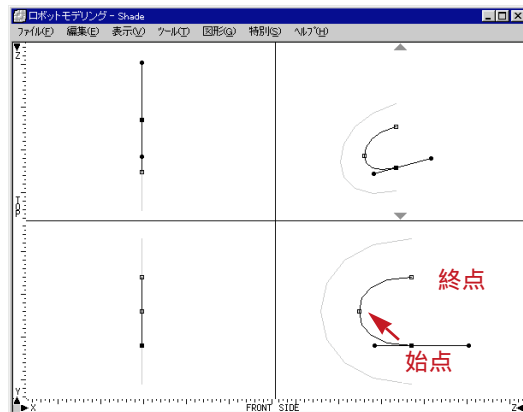 ロボットモデリング - Shade
ファイル(F) 編集(E) 表示(V) ツール(T) 図形(G) 特別(S) ヘルプ(H)
Z
TOP
終点
始点
Y
X FRONT SIDE Z